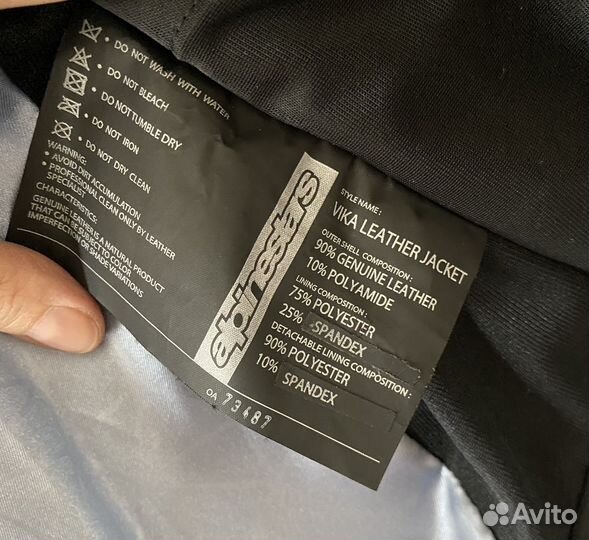 • DO NOT WASH WITH WATER
• DO NOT BLEACH
• DO NOT TUMBLE DRY
• DO NOT IRON
• DO NOT DRY CLEAN
WARNING:
• AVOID DIRT ACCUMULATION
• PROFESSIONAL CLEAN ONLY BY LEATHER
SPECIALIST
CHARACTERISTICS:
GENUINE LEATHER IS A NATURAL PRODUCT
THAT CAN BE SUBJECT TO COLOR
IMPERFECTION OR SHADE VARIATIONS
alpinestars
OA 73487
STYLE NAME :
VIKA LEATHER JACKET
OUTER SHELL COMPOSITION :
90% GENUINE LEATHER
10% POLYAMIDE
LINING COMPOSITION :
75% POLYESTER
25% SPANDEX
DETACHABLE LINING COMPOSITION :
90% POLYESTER
10% SPANDEX
Avito